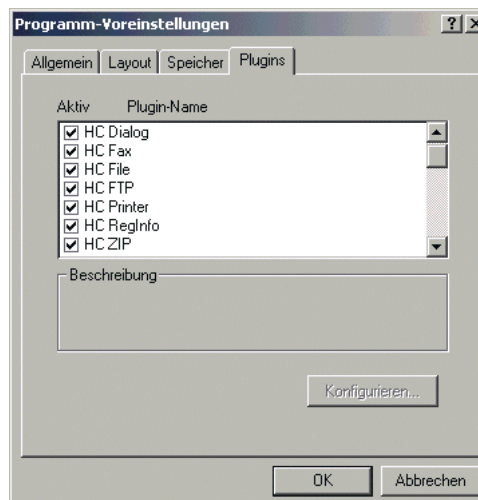 Programm-Voreinstellungen
Allgemein Layout Speicher Plugins
Aktiv Plugin-Name
HC Dialog
HC Fax
HC File
HC FTP
HC Printer
HC RegInfo
HC ZIP
Beschreibung
Konfigurieren...
OK Abbrechen